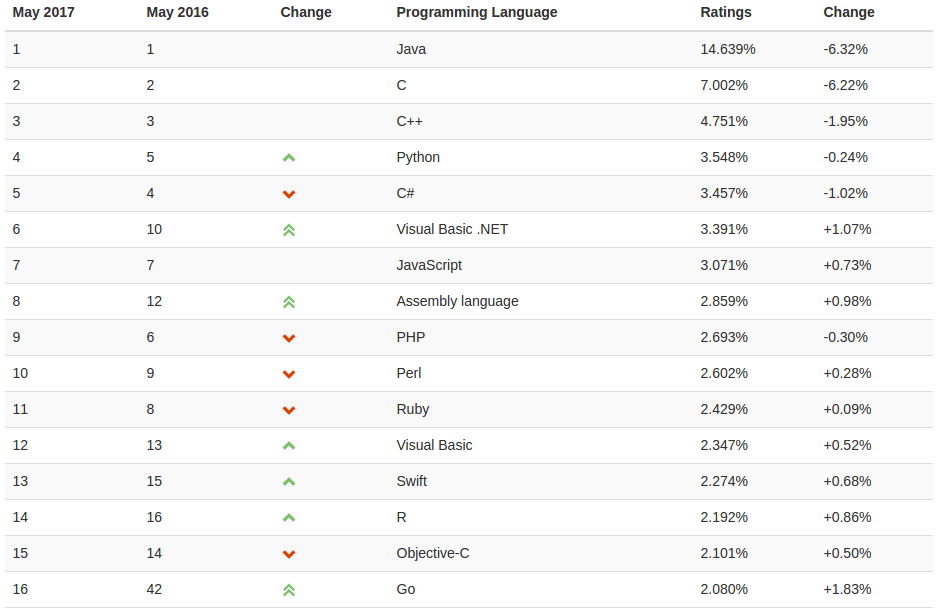 May 2017 May 2016 Change Programming Language Ratings Change
1 1 Java 14.639% -6.32%
2 2 C 7.002% -6.22%
3 3 C++ 4.751% -1.95%
4 5 Python 3.548% -0.24%
5 4 C# 3.457% -1.02%
6 10 Visual Basic .NET 3.391% +1.07%
7 7 JavaScript 3.071% +0.73%
8 12 Assembly language 2.859% +0.98%
9 6 PHP 2.693% -0.30%
10 9 Perl 2.602% +0.28%
11 8 Ruby 2.429% +0.09%
12 13 Visual Basic 2.347% +0.52%
13 15 Swift 2.274% +0.68%
14 16 R 2.192% +0.86%
15 14 Objective-C 2.101% +0.50%
16 42 Go 2.080% +1.83%